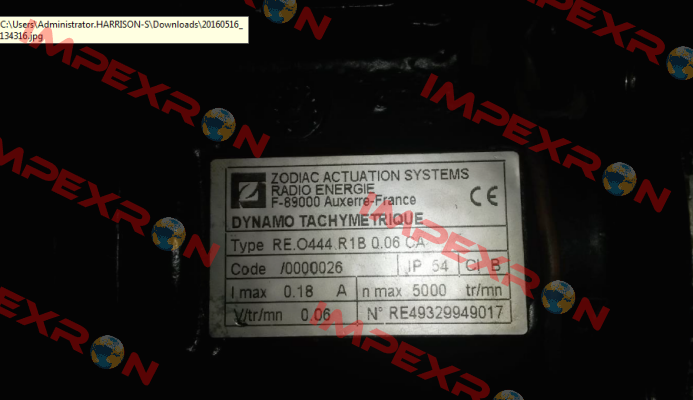 C:\Users\Administrator.HARRISON-S\Downloads\20160516_
134316.jpg
IMPEXRON
IMPEXRON
IMPEXRON
IMPEXRON
IMPEXRON
IMPEXRON
ZODIAC ACTUATION SYSTEMS
RADIO ENERGIE
F-89000 Auxerre-France
CE
DYNAMO TACHYMETRIQUE
Type RE.O444 R1B 0.06 CA
Code /0000026 IP 54 Cl B
I max 0.18 A n max 5000 tr/mn
V/tr/mn 0.06 N° RE49329949017